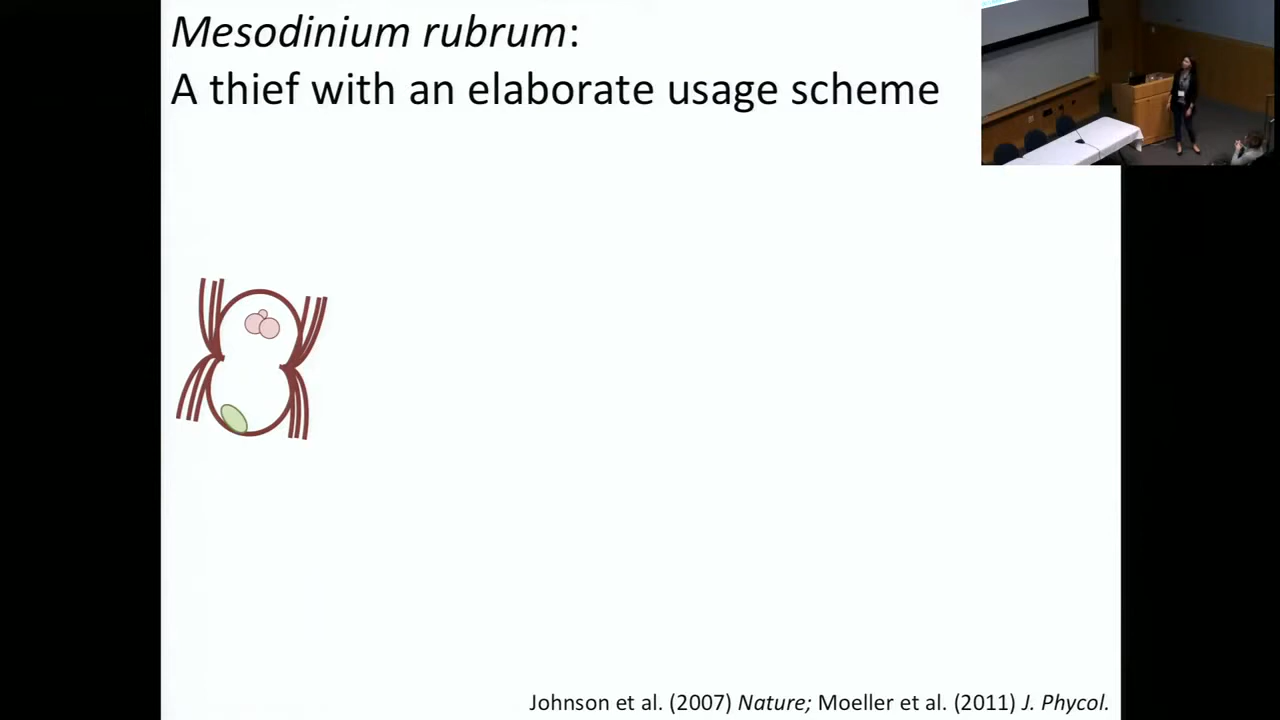 Mesodinium rubrum:
A thief with an elaborate usage scheme
Johnson et al. (2007) Nature; Moeller et al. (2011) J. Phycol.